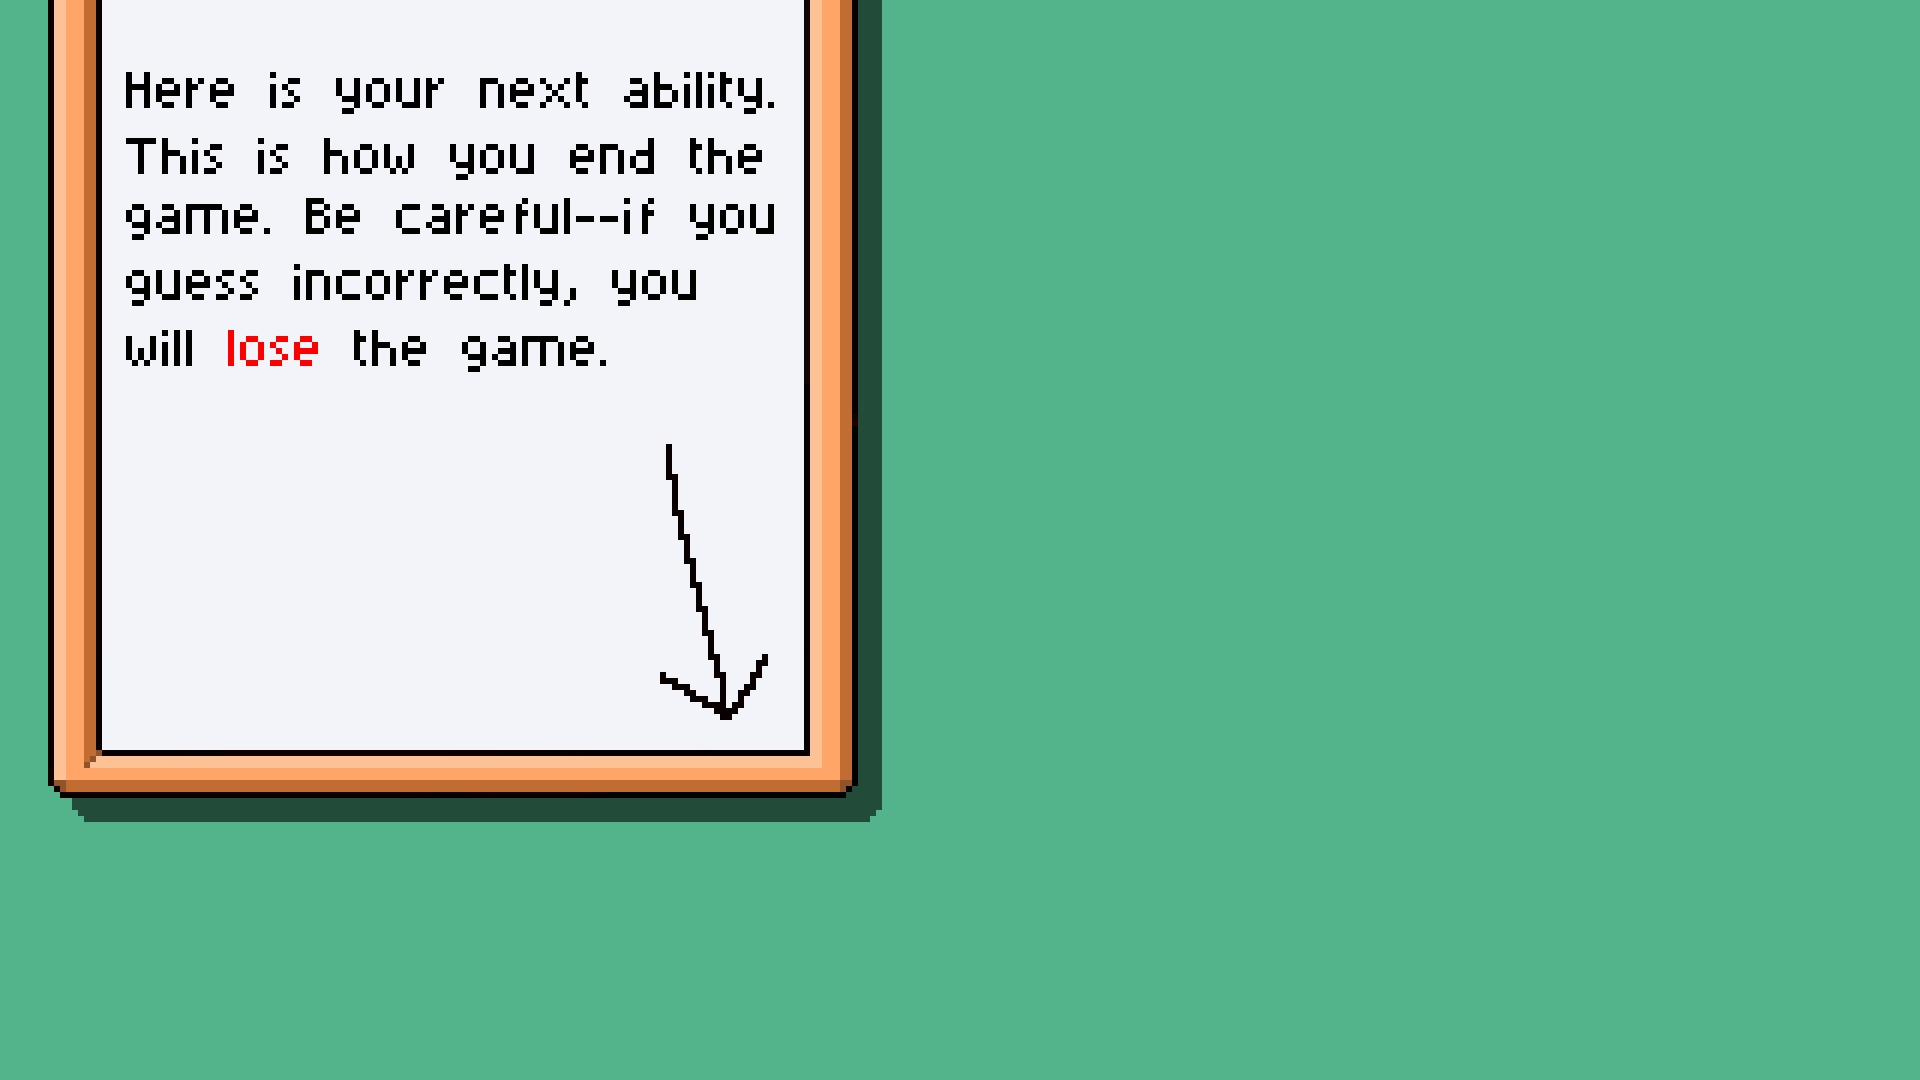 Here is your next ability.
This is how you end the
game. Be careful--if you
guess incorrectly, you
will lose the game.